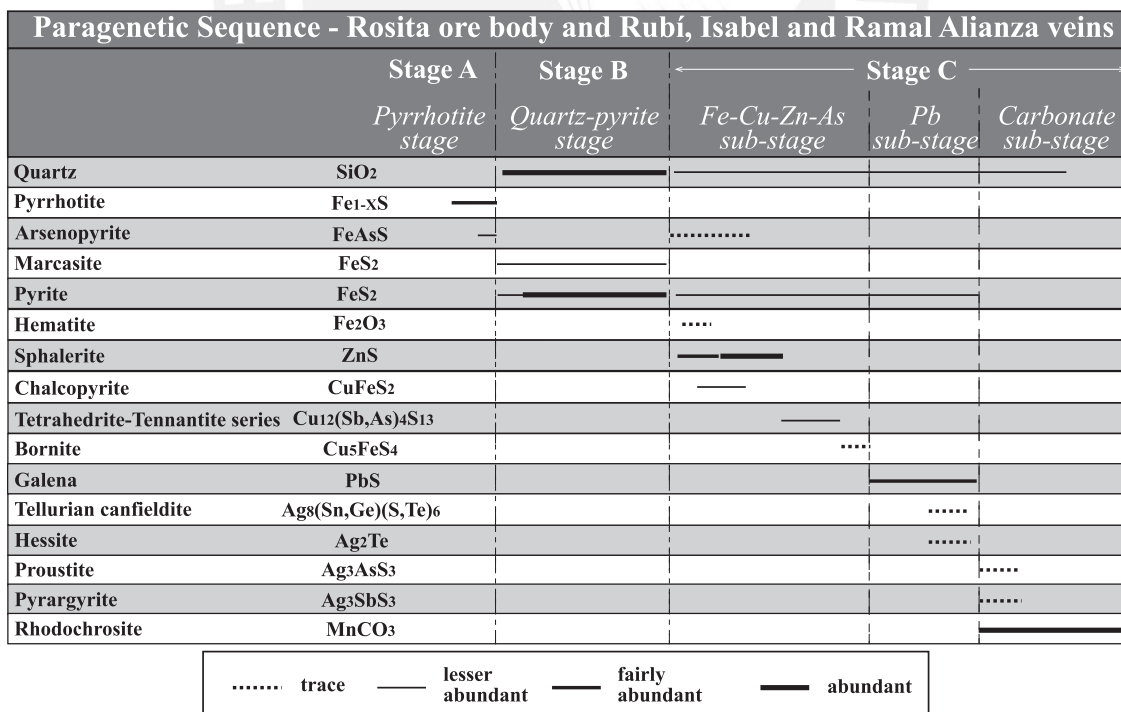 Paragenetic Sequence - Rosita ore body and Rubí, Isabel and Ramal Alianza veins
Stage A Stage B Stage C
Pyrrhotite stage Quartz-pyrite stage Fe-Cu-Zn-As sub-stage Pb sub-stage Carbonate sub-stage
Quartz SiO2
Pyrrhotite Fe1-XS
Arsenopyrite FeAsS
Marcasite FeS2
Pyrite FeS2
Hematite Fe2O3
Sphalerite ZnS
Chalcopyrite CuFeS2
Tetrahedrite-Tennantite series Cu12(Sb,As)4S13
Bornite Cu5FeS4
Galena PbS
Tellurian canfieldite Ag8(Sn,Ge)(S,Te)6
Hessite Ag2Te
Proustite Ag3AsS3
Pyrargyrite Ag3SbS3
Rhodochrosite MnCO3
trace lesser abundant fairly abundant abundant